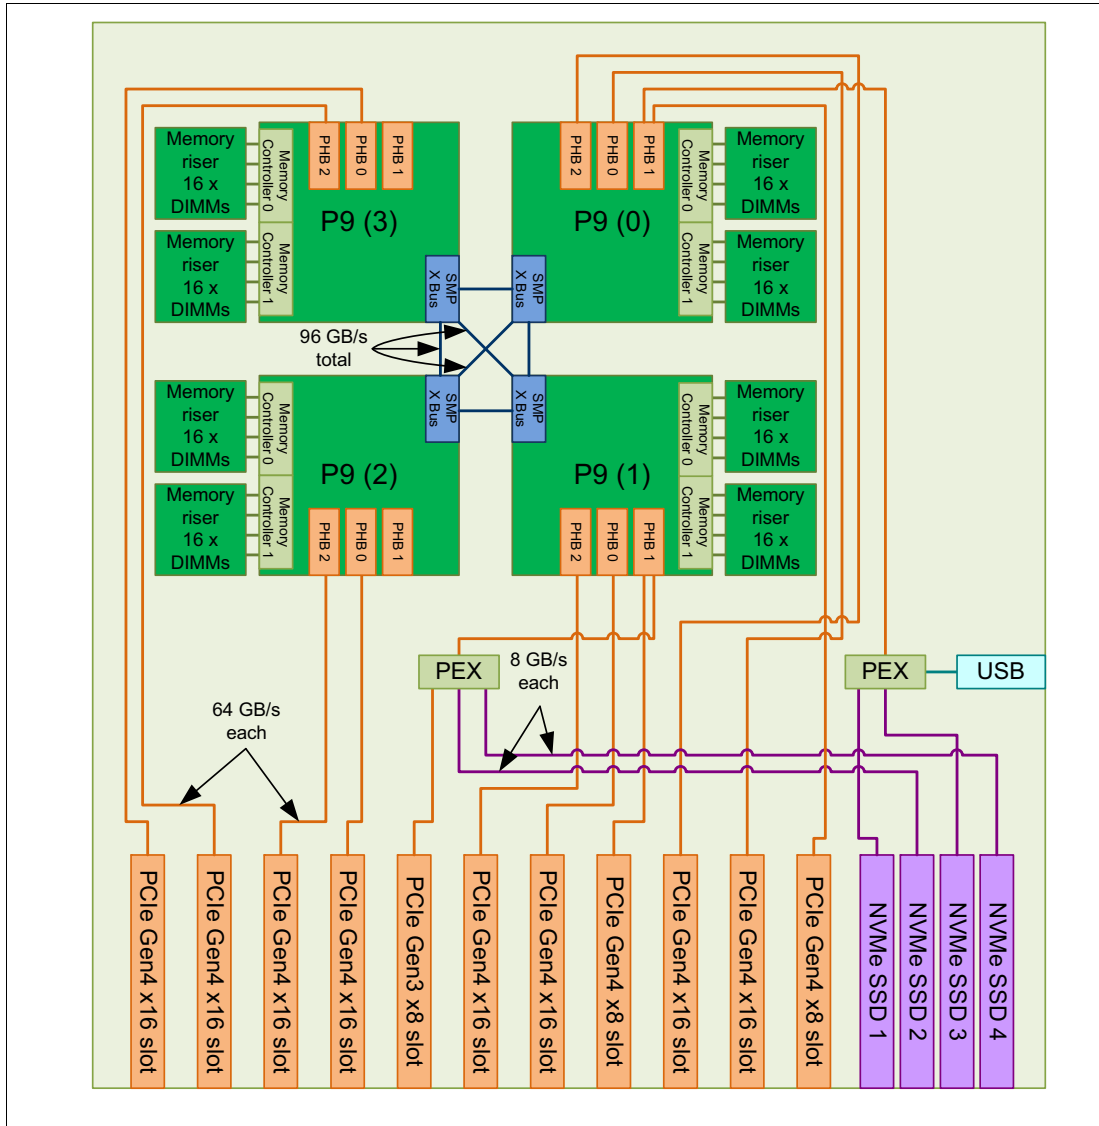 Memory
riser
16 x
DIMMs
Memory
Controller 0
PHB 2
PHB 0
PHB 1
P9 (3)
Memory
riser
16 x
DIMMs
Memory
Controller 1
SMP
X Bus
PHB 2
PHB 0
PHB 1
P9 (0)
Memory
Controller 0
Memory
riser
16 x
DIMMs
SMP
X Bus
Memory
Controller 1
Memory
riser
16 x
DIMMs
96 GB/s
total
Memory
riser
16 x
DIMMs
Memory
Controller 0
SMP
X Bus
P9 (2)
Memory
riser
16 x
DIMMs
Memory
Controller 1
PHB 2
PHB 0
PHB 1
SMP
X Bus
P9 (1)
Memory
Controller 0
Memory
riser
16 x
DIMMs
PHB 2
PHB 0
PHB 1
Memory
Controller 1
Memory
riser
16 x
DIMMs
PEX
8 GB/s
each
PEX
USB
64 GB/s
each
PCIe Gen4 x16 slot
PCIe Gen4 x16 slot
PCIe Gen4 x16 slot
PCIe Gen4 x16 slot
PCIe Gen3 x8 slot
PCIe Gen4 x16 slot
PCIe Gen4 x16 slot
PCIe Gen4 x8 slot
PCIe Gen4 x16 slot
PCIe Gen4 x16 slot
PCIe Gen4 x8 slot
NVMe SSD 1
NVMe SSD 2
NVMe SSD 3
NVMe SSD 4